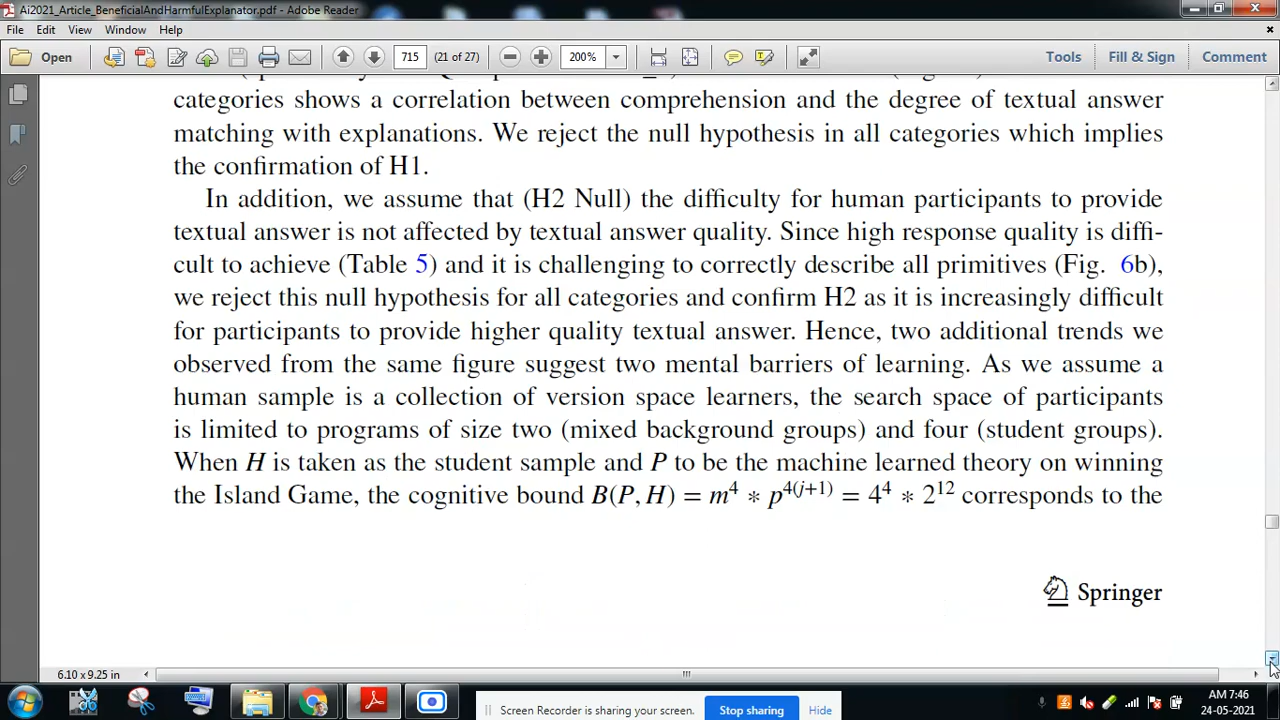 Ai2021_Article_BeneficialAndHarmfulExplanator.pdf - Adobe Reader
File Edit View Window Help
Open 715 (21 of 27) 200% Tools Fill & Sign Comment
categories shows a correlation between comprehension and the degree of textual answer
matching with explanations. We reject the null hypothesis in all categories which implies
the confirmation of H1.
In addition, we assume that (H2 Null) the difficulty for human participants to provide
textual answer is not affected by textual answer quality. Since high response quality is diffi-
cult to achieve (Table 5) and it is challenging to correctly describe all primitives (Fig. 6b),
we reject this null hypothesis for all categories and confirm H2 as it is increasingly difficult
for participants to provide higher quality textual answer. Hence, two additional trends we
observed from the same figure suggest two mental barriers of learning. As we assume a
human sample is a collection of version space learners, the search space of participants
is limited to programs of size two (mixed background groups) and four (student groups).
When H is taken as the student sample and P to be the machine learned theory on winning
the Island Game, the cognitive bound B(P, H) = m⁴ ∗ p⁴⁽ʲ⁺¹⁾ = 4⁴ ∗ 2¹² corresponds to the
Springer
6.10 x 9.25 in
Screen Recorder is sharing your screen. Stop sharing Hide
AM 7:46
24-05-2021